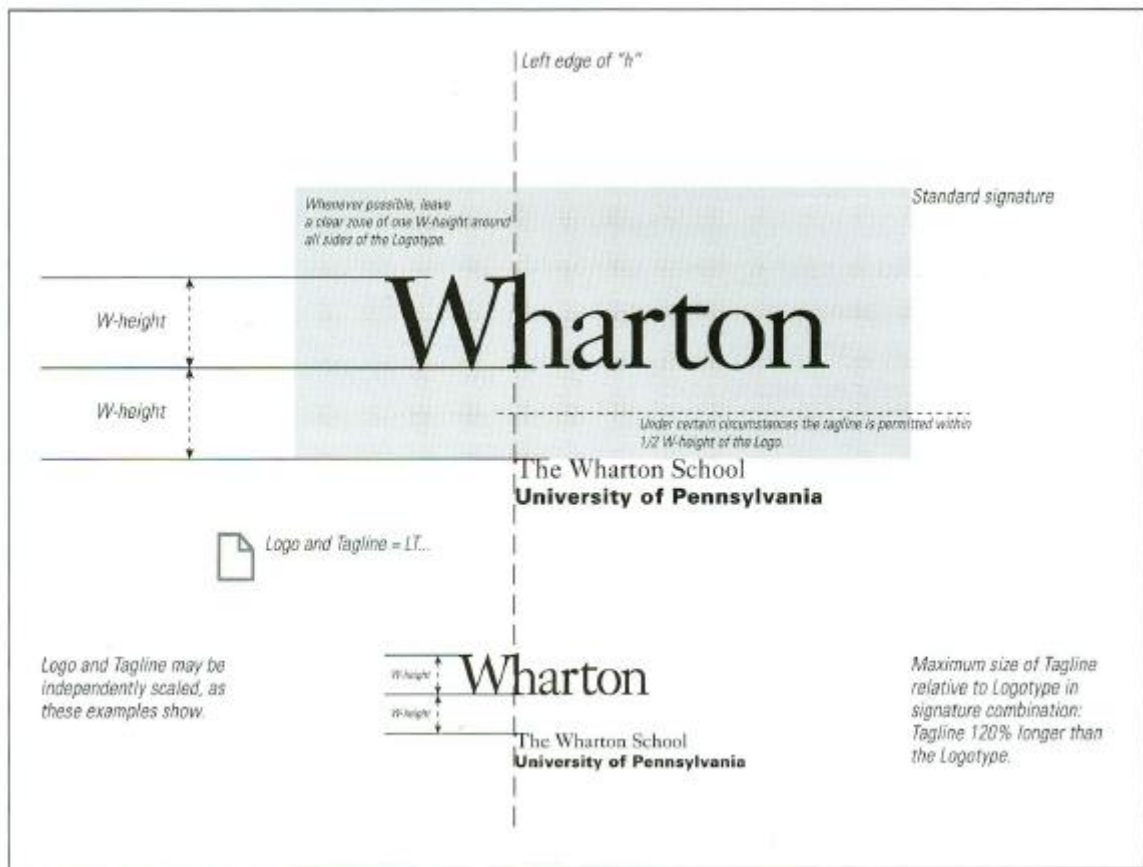 Left edge of "h"
Standard signature
Whenever possible, leave
a clear zone of one W-height around
all sides of the Logotype.
Wharton
W-height
W-height
Under certain circumstances the tagline is permitted within
1/2 W-height of the Logo.
The Wharton School
University of Pennsylvania
Logo and Tagline = LT...
Logo and Tagline may be
independently scaled, as
these examples show.
W-height
Wharton
W-height
The Wharton School
University of Pennsylvania
Maximum size of Tagline
relative to Logotype in
signature combination:
Tagline 120% longer than
the Logotype.